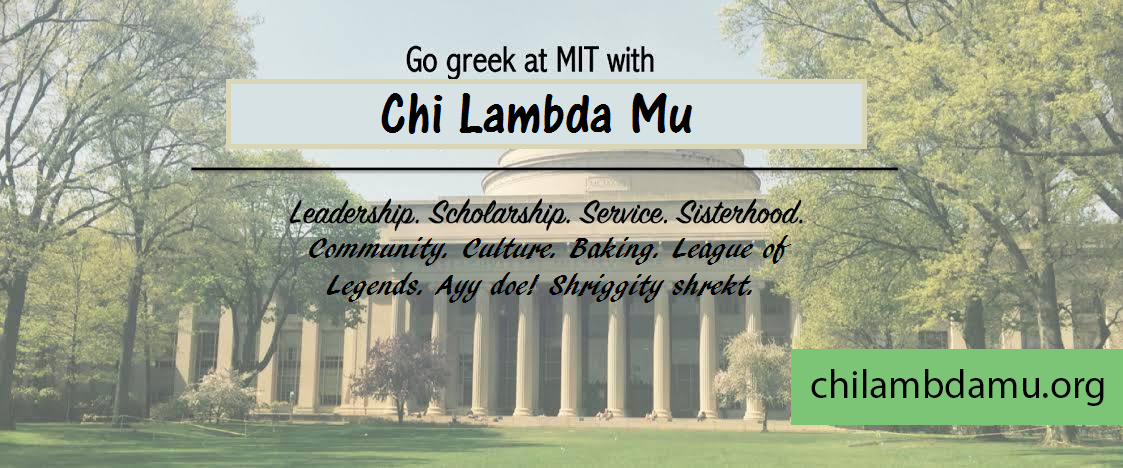 Go greek at MIT with
Chi Lambda Mu
Leadership. Scholarship. Service. Sisterhood.
Community. Culture. Baking. League of
Legends. Ayy doe! Shriggity shrekt.
chilambdamu.org